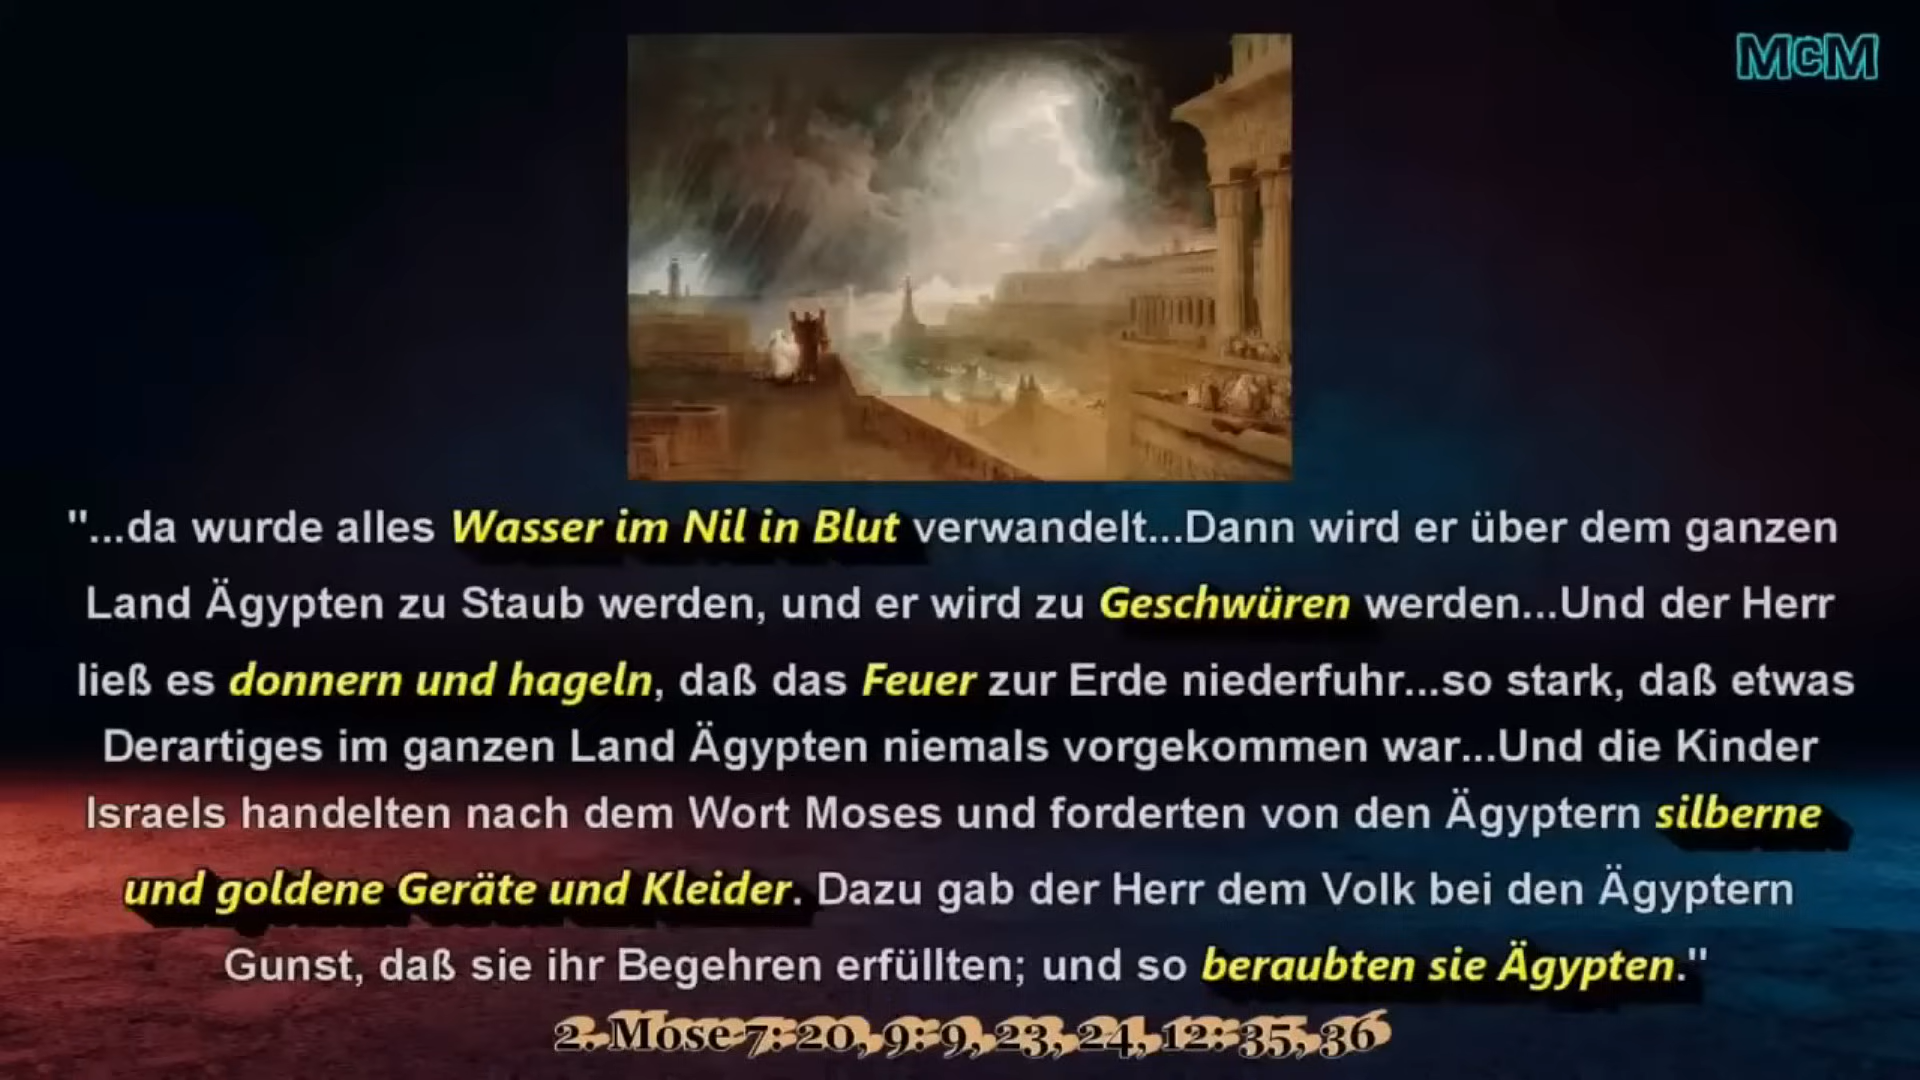 McM
"...da wurde alles Wasser im Nil in Blut verwandelt...Dann wird er über dem ganzen
Land Ägypten zu Staub werden, und er wird zu Geschwüren werden...Und der Herr
ließ es donnern und hageln, daß das Feuer zur Erde niederfuhr...so stark, daß etwas
Derartiges im ganzen Land Ägypten niemals vorgekommen war...Und die Kinder
Israels handelten nach dem Wort Moses und forderten von den Ägyptern silberne
und goldene Geräte und Kleider. Dazu gab der Herr dem Volk bei den Ägyptern
Gunst, daß sie ihr Begehren erfüllten; und so beraubten sie Ägypten."
2. Mose 7: 20, 9: 9, 23, 24, 12: 35, 36